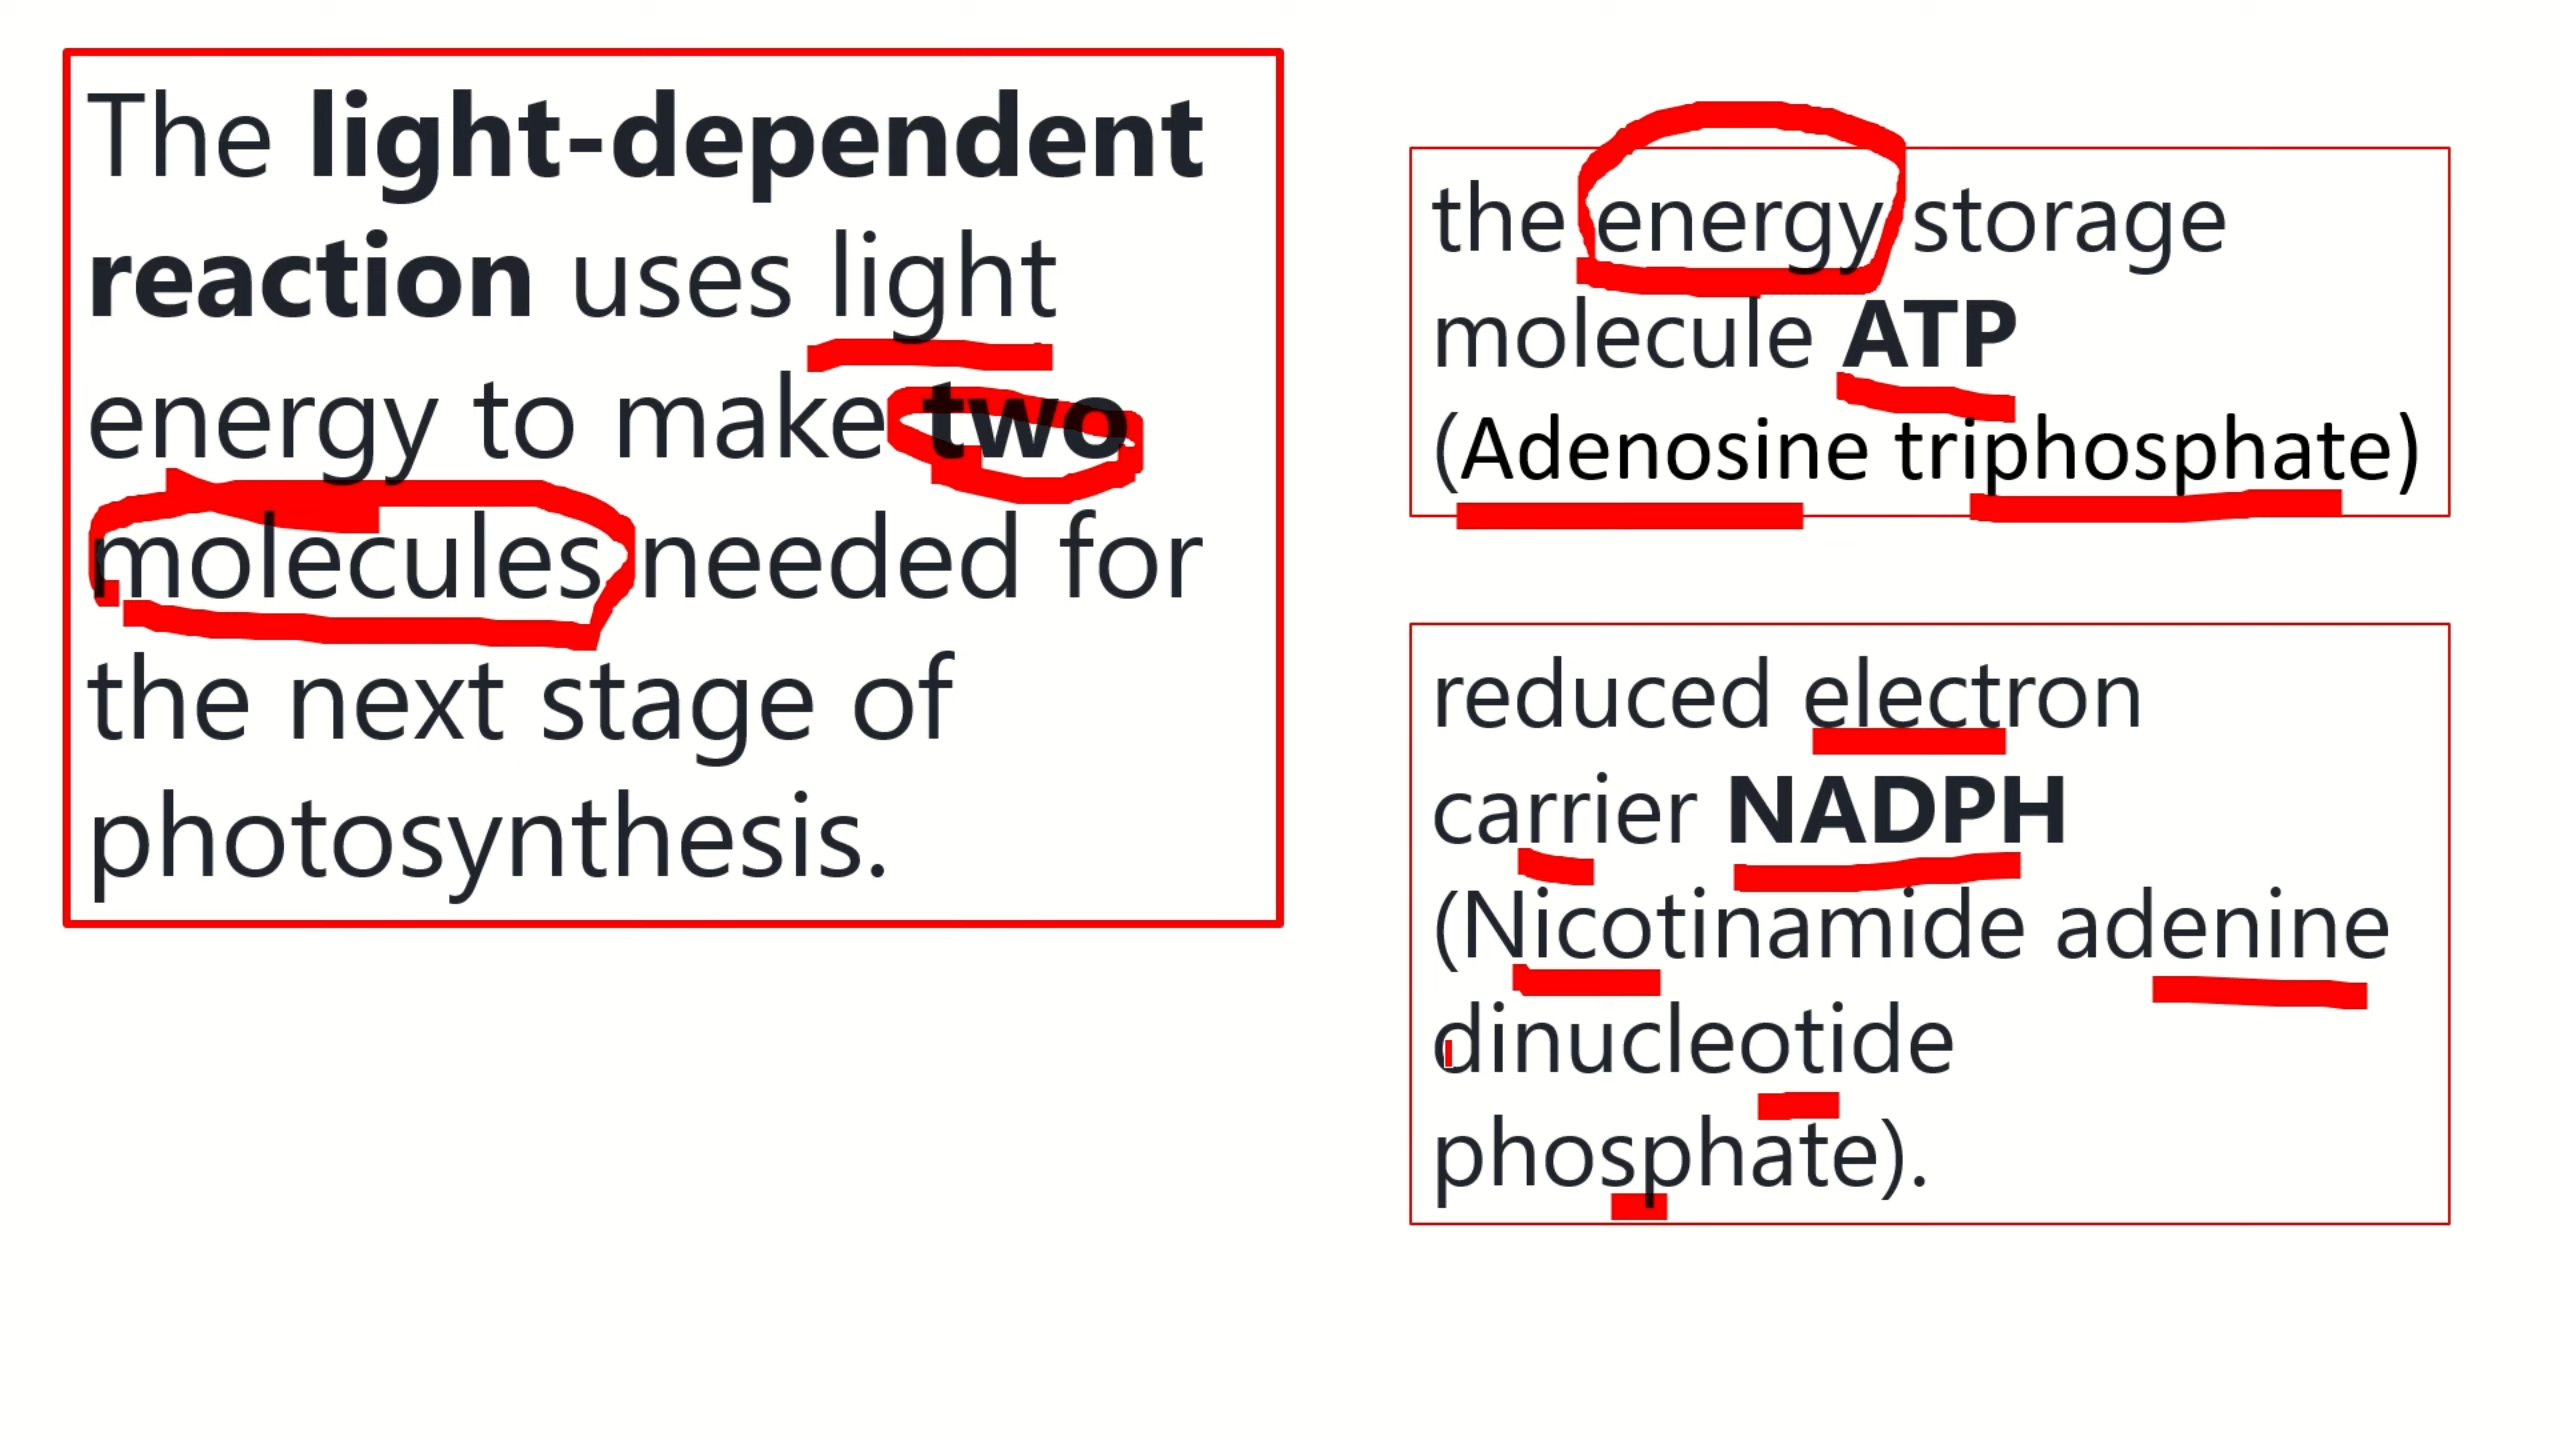 The light-dependent
reaction uses light
energy to make two
molecules needed for
the next stage of
photosynthesis.
the energy storage
molecule ATP
(Adenosine triphosphate)
reduced electron
carrier NADPH
(Nicotinamide adenine
dinucleotide
phosphate).